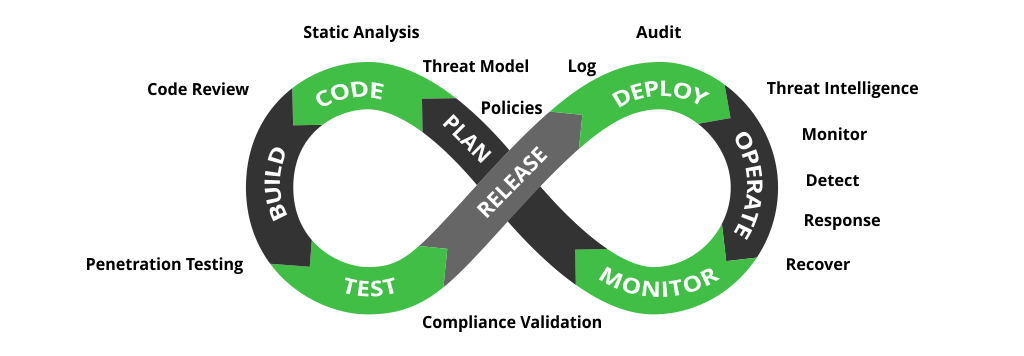 Static Analysis
Audit
Threat Model
Log
Code Review
CODE
DEPLOY
Threat Intelligence
Policies
PLAN
Monitor
BUILD
RELEASE
OPERATE
Detect
Response
Penetration Testing
Recover
TEST
MONITOR
Compliance Validation